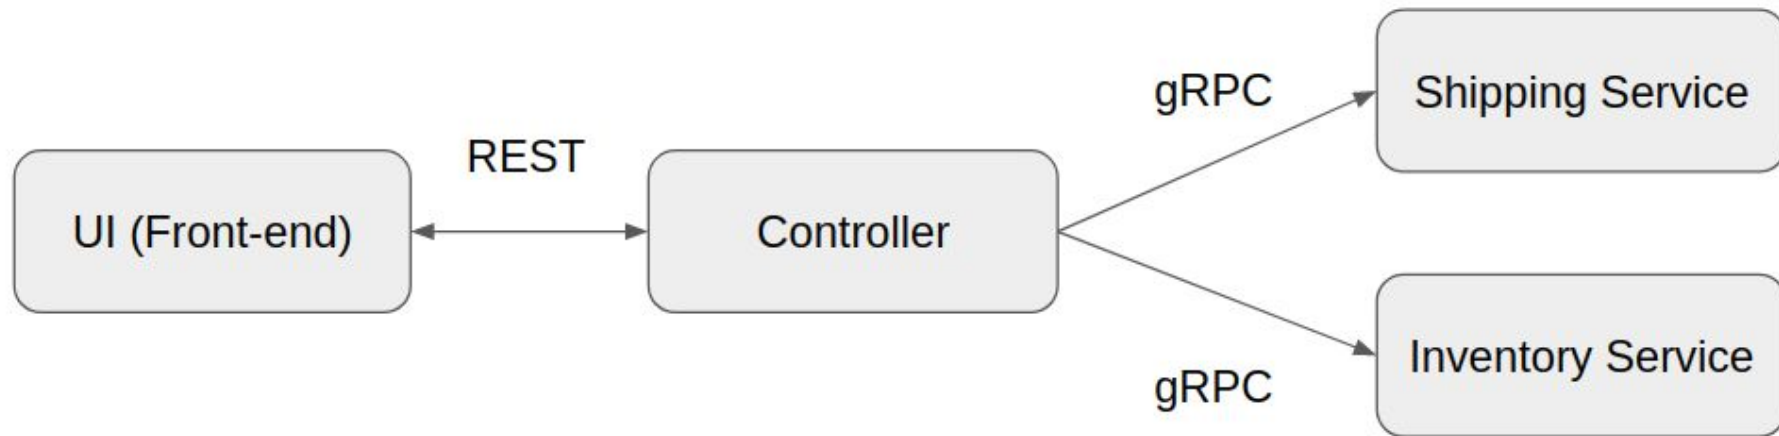 UI (Front-end)
REST
Controller
gRPC
Shipping Service
gRPC
Inventory Service